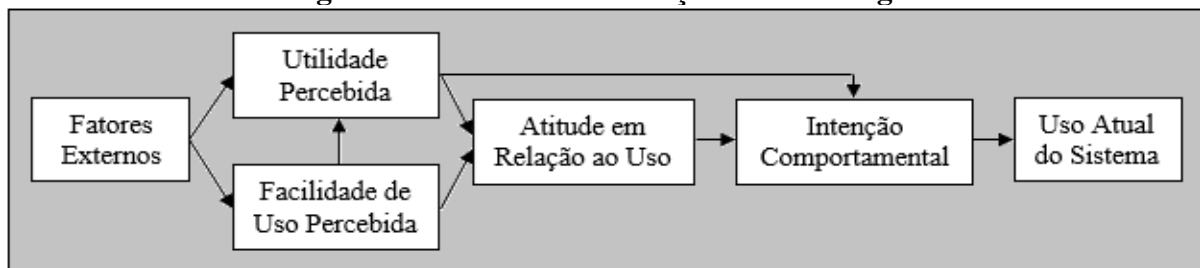 Utilidade
Percebida
Fatores
Externos
Facilidade de
Uso Percebida
Atitude em
Relação ao Uso
Intenção
Comportamental
Uso Atual
do Sistema